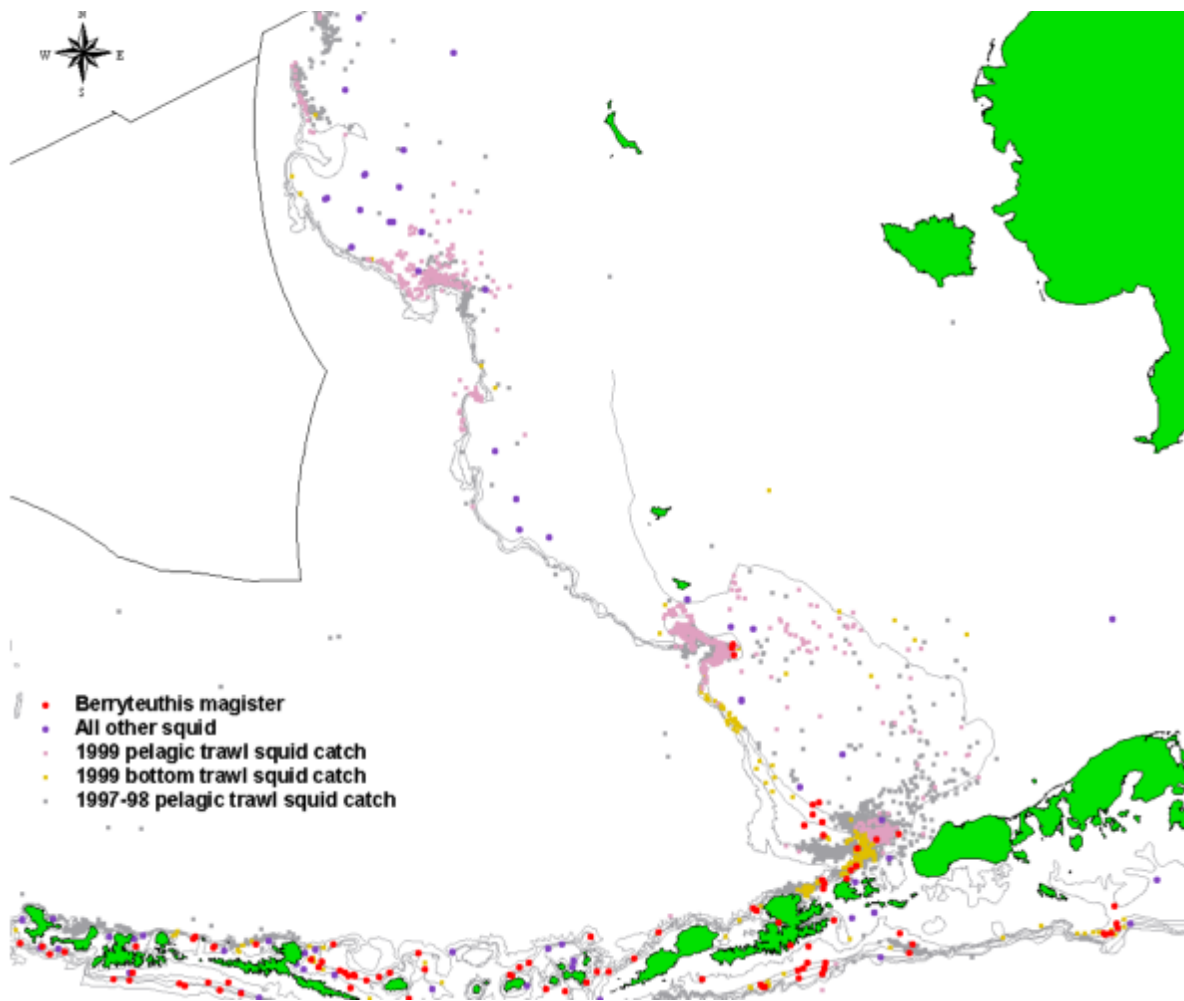 N
W E
S
Berryteuthis magister
All other squid
1999 pelagic trawl squid catch
1999 bottom trawl squid catch
1997-98 pelagic trawl squid catch